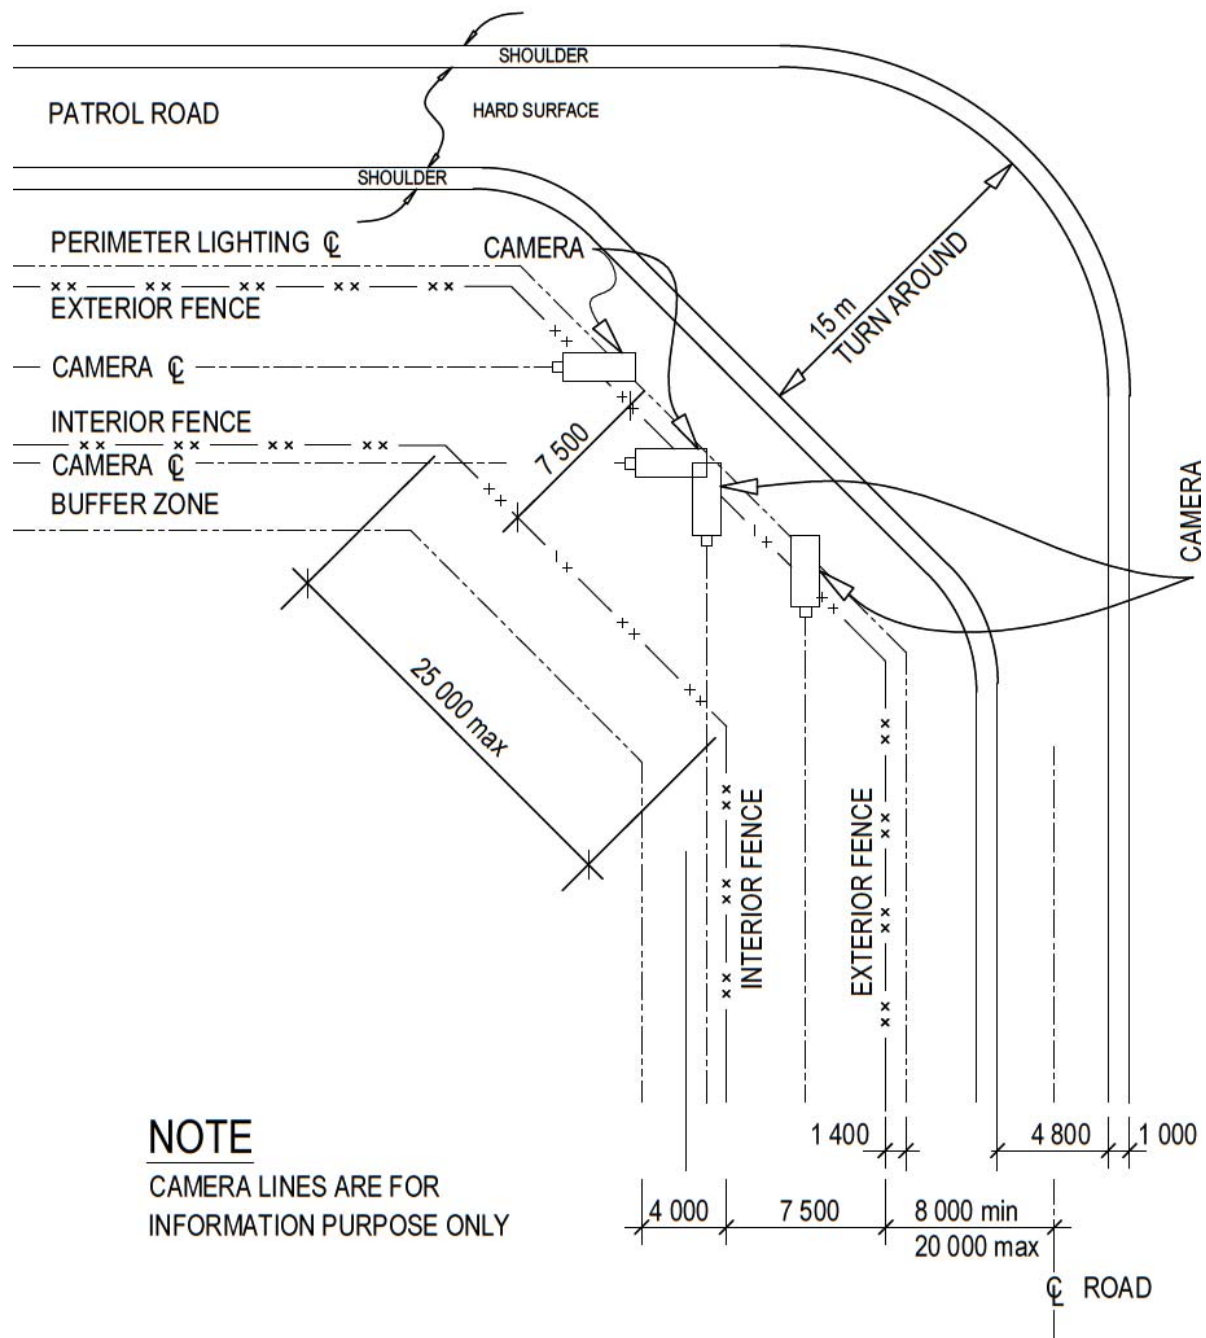 SHOULDER
PATROL ROAD
HARD SURFACE
SHOULDER
PERIMETER LIGHTING ℄
CAMERA
EXTERIOR FENCE
15 m
TURN AROUND
CAMERA ℄
INTERIOR FENCE
7 500
CAMERA ℄
BUFFER ZONE
CAMERA
25 000 max
INTERIOR FENCE
EXTERIOR FENCE
NOTE
CAMERA LINES ARE FOR
INFORMATION PURPOSE ONLY
1 400
4 800
1 000
4 000
7 500
8 000 min
20 000 max
℄ ROAD